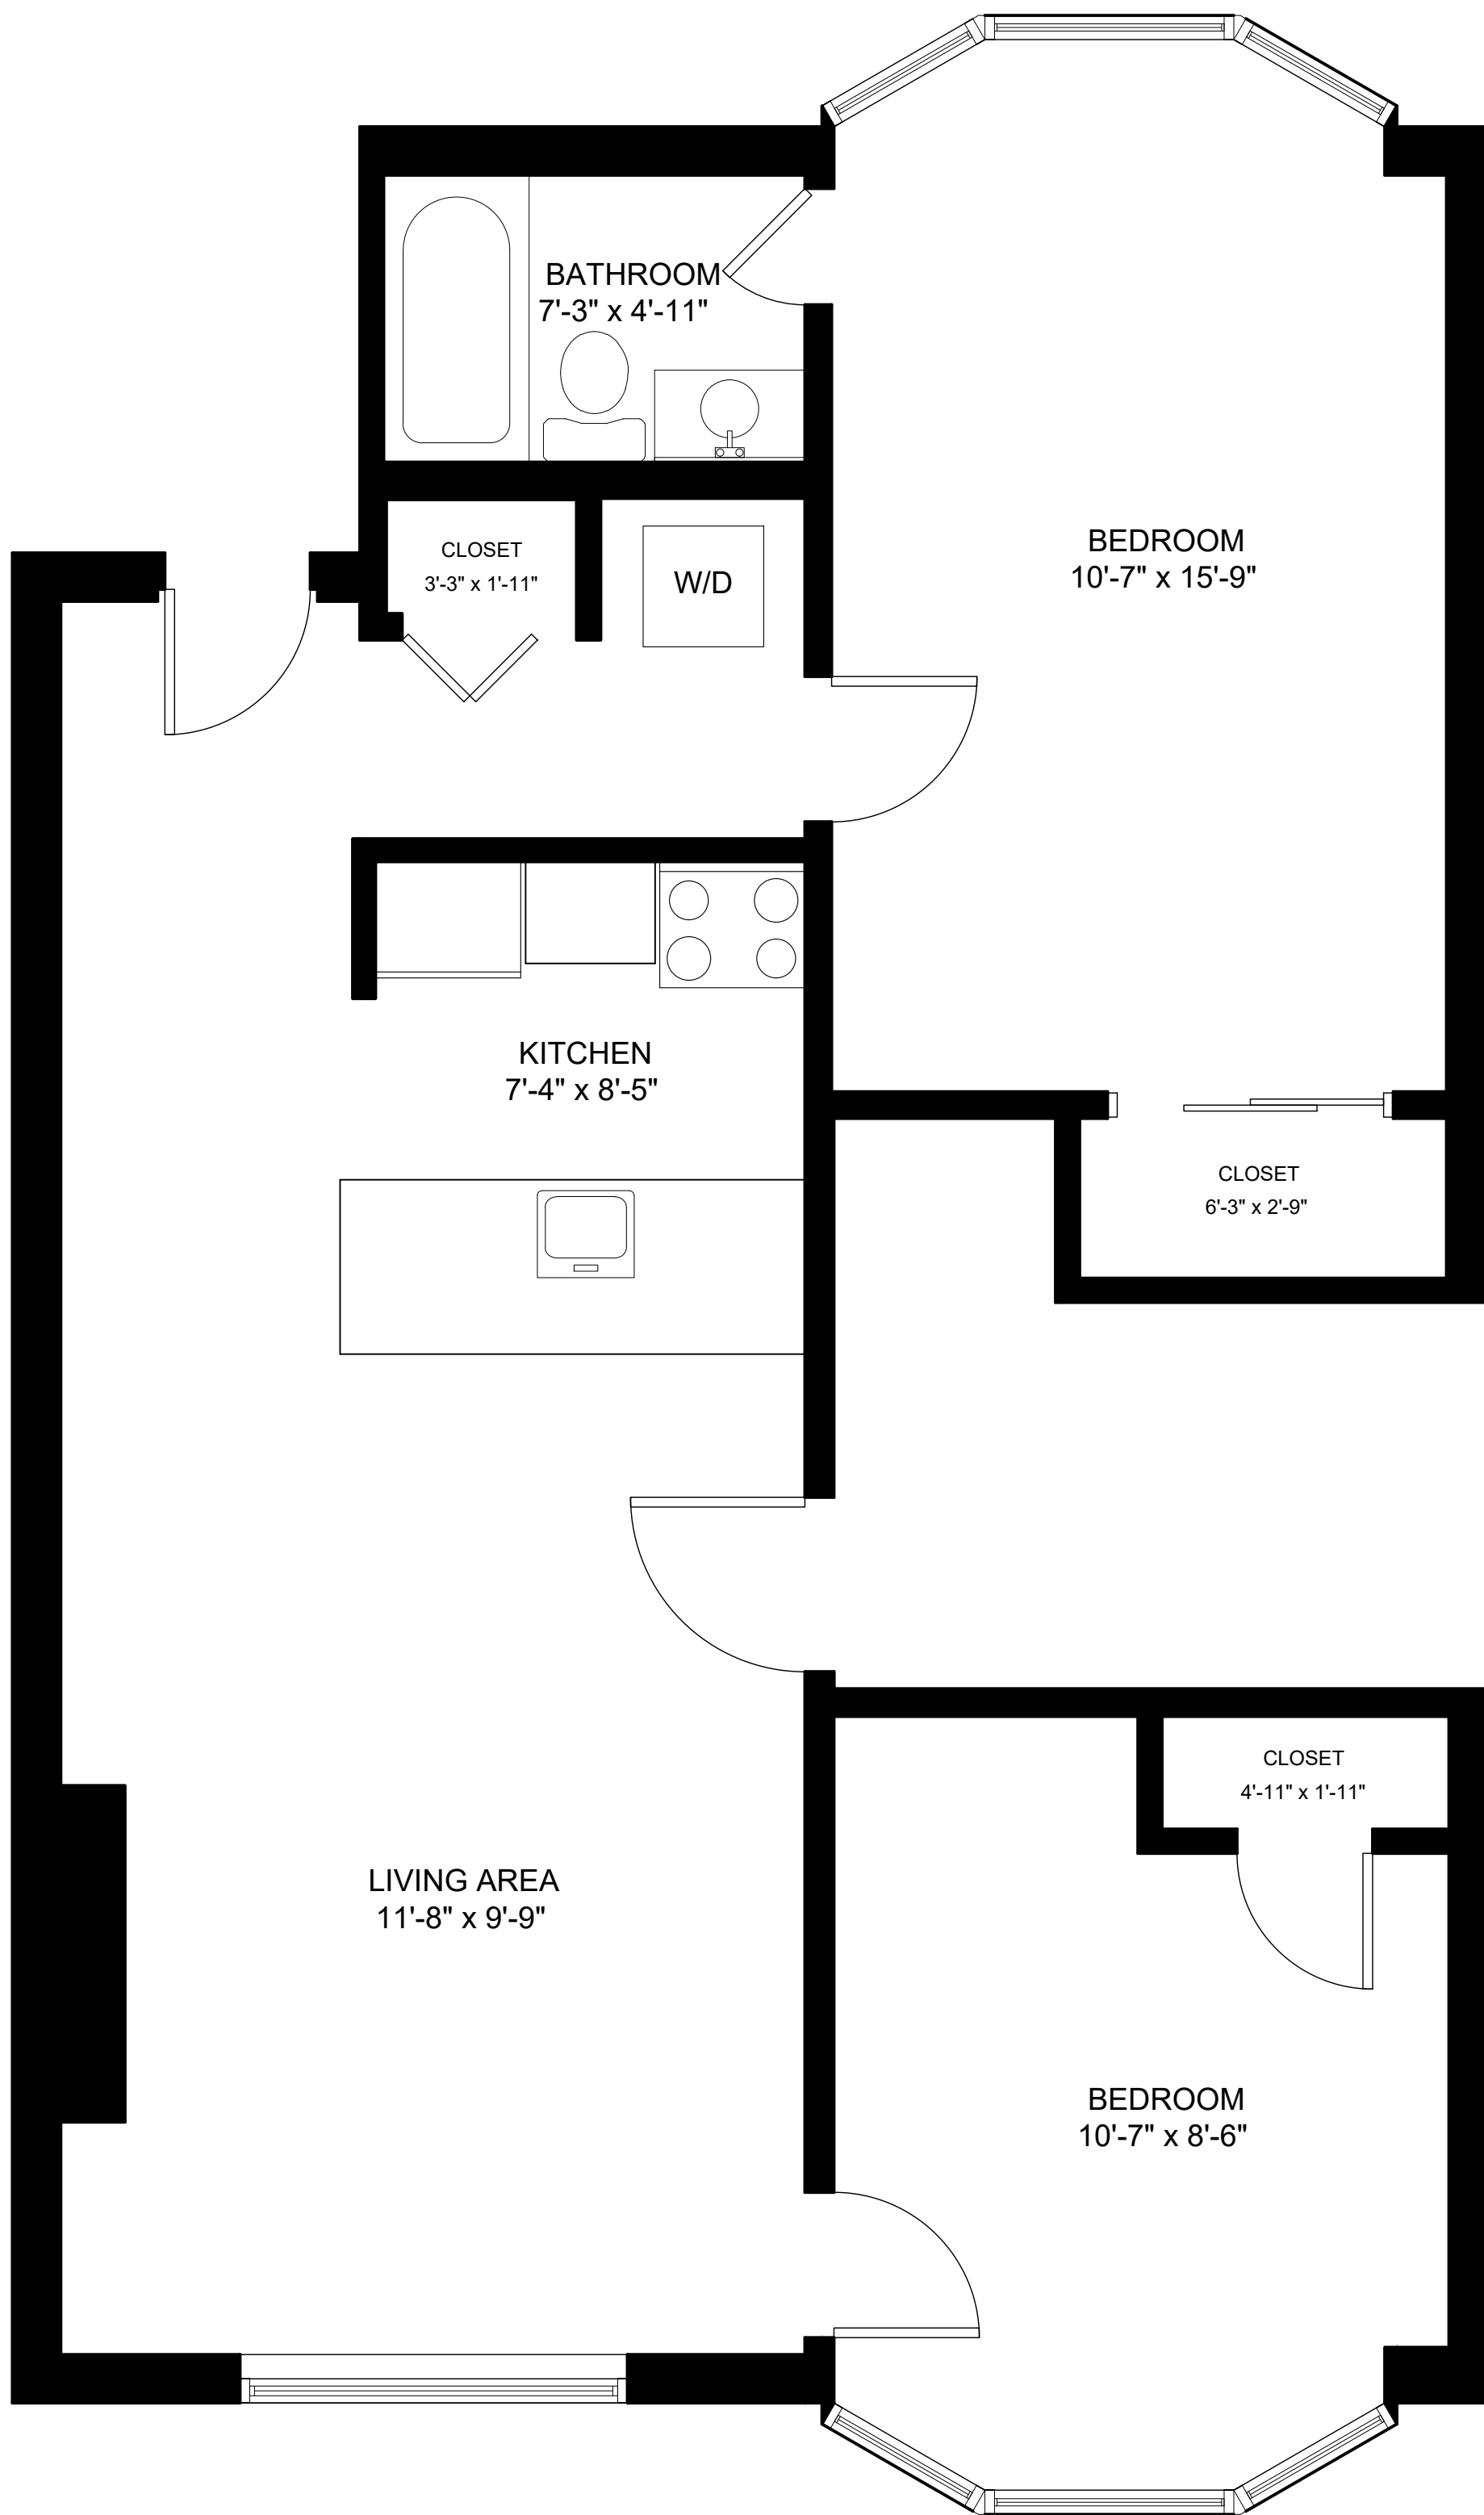 BATHROOM
7'-3" x 4'-11"
CLOSET
3'-3" x 1'-11"
W/D
BEDROOM
10'-7" x 15'-9"
KITCHEN
7'-4" x 8'-5"
CLOSET
6'-3" x 2'-9"
CLOSET
4'-11" x 1'-11"
LIVING AREA
11'-8" x 9'-9"
BEDROOM
10'-7" x 8'-6"